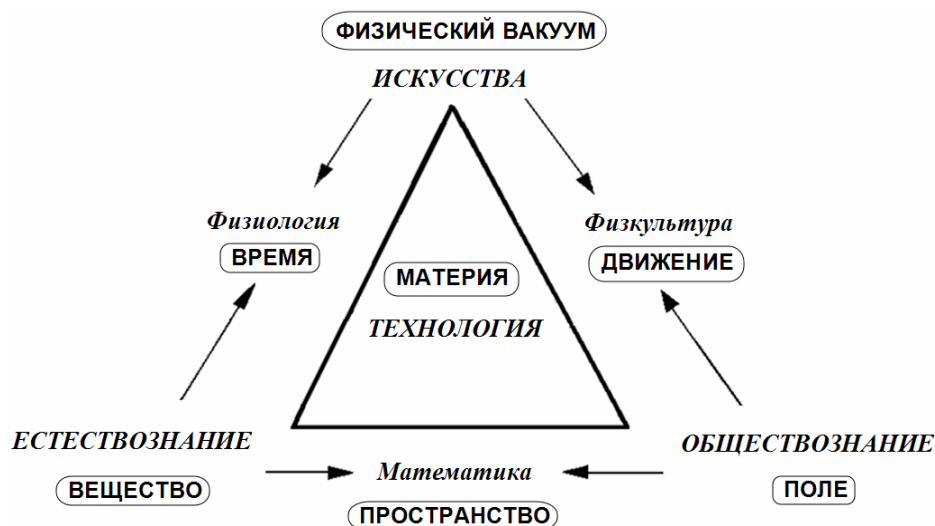 ФИЗИЧЕСКИЙ ВАКУУМ
ИСКУССТВА
Физиология
ВРЕМЯ
Физкультура
ДВИЖЕНИЕ
МАТЕРИЯ
ТЕХНОЛОГИЯ
ЕСТЕСТВОЗНАНИЕ
ВЕЩЕСТВО
Математика
ПРОСТРАНСТВО
ОБЩЕСТВОЗНАНИЕ
ПОЛЕ